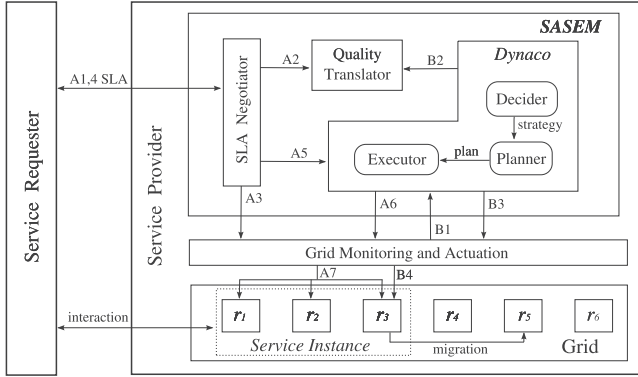 SASEM
A2
Quality
Translator
B2
Dynaco
A1,4 SLA
SLA Negotiator
Decider
strategy
A5
Executor
plan
Planner
Service Requester
Service Provider
A3
A6
B1
B3
Grid Monitoring and Actuation
A7
B4
interaction
r1
r2
r3
r4
r5
r6
Service Instance
migration
Grid